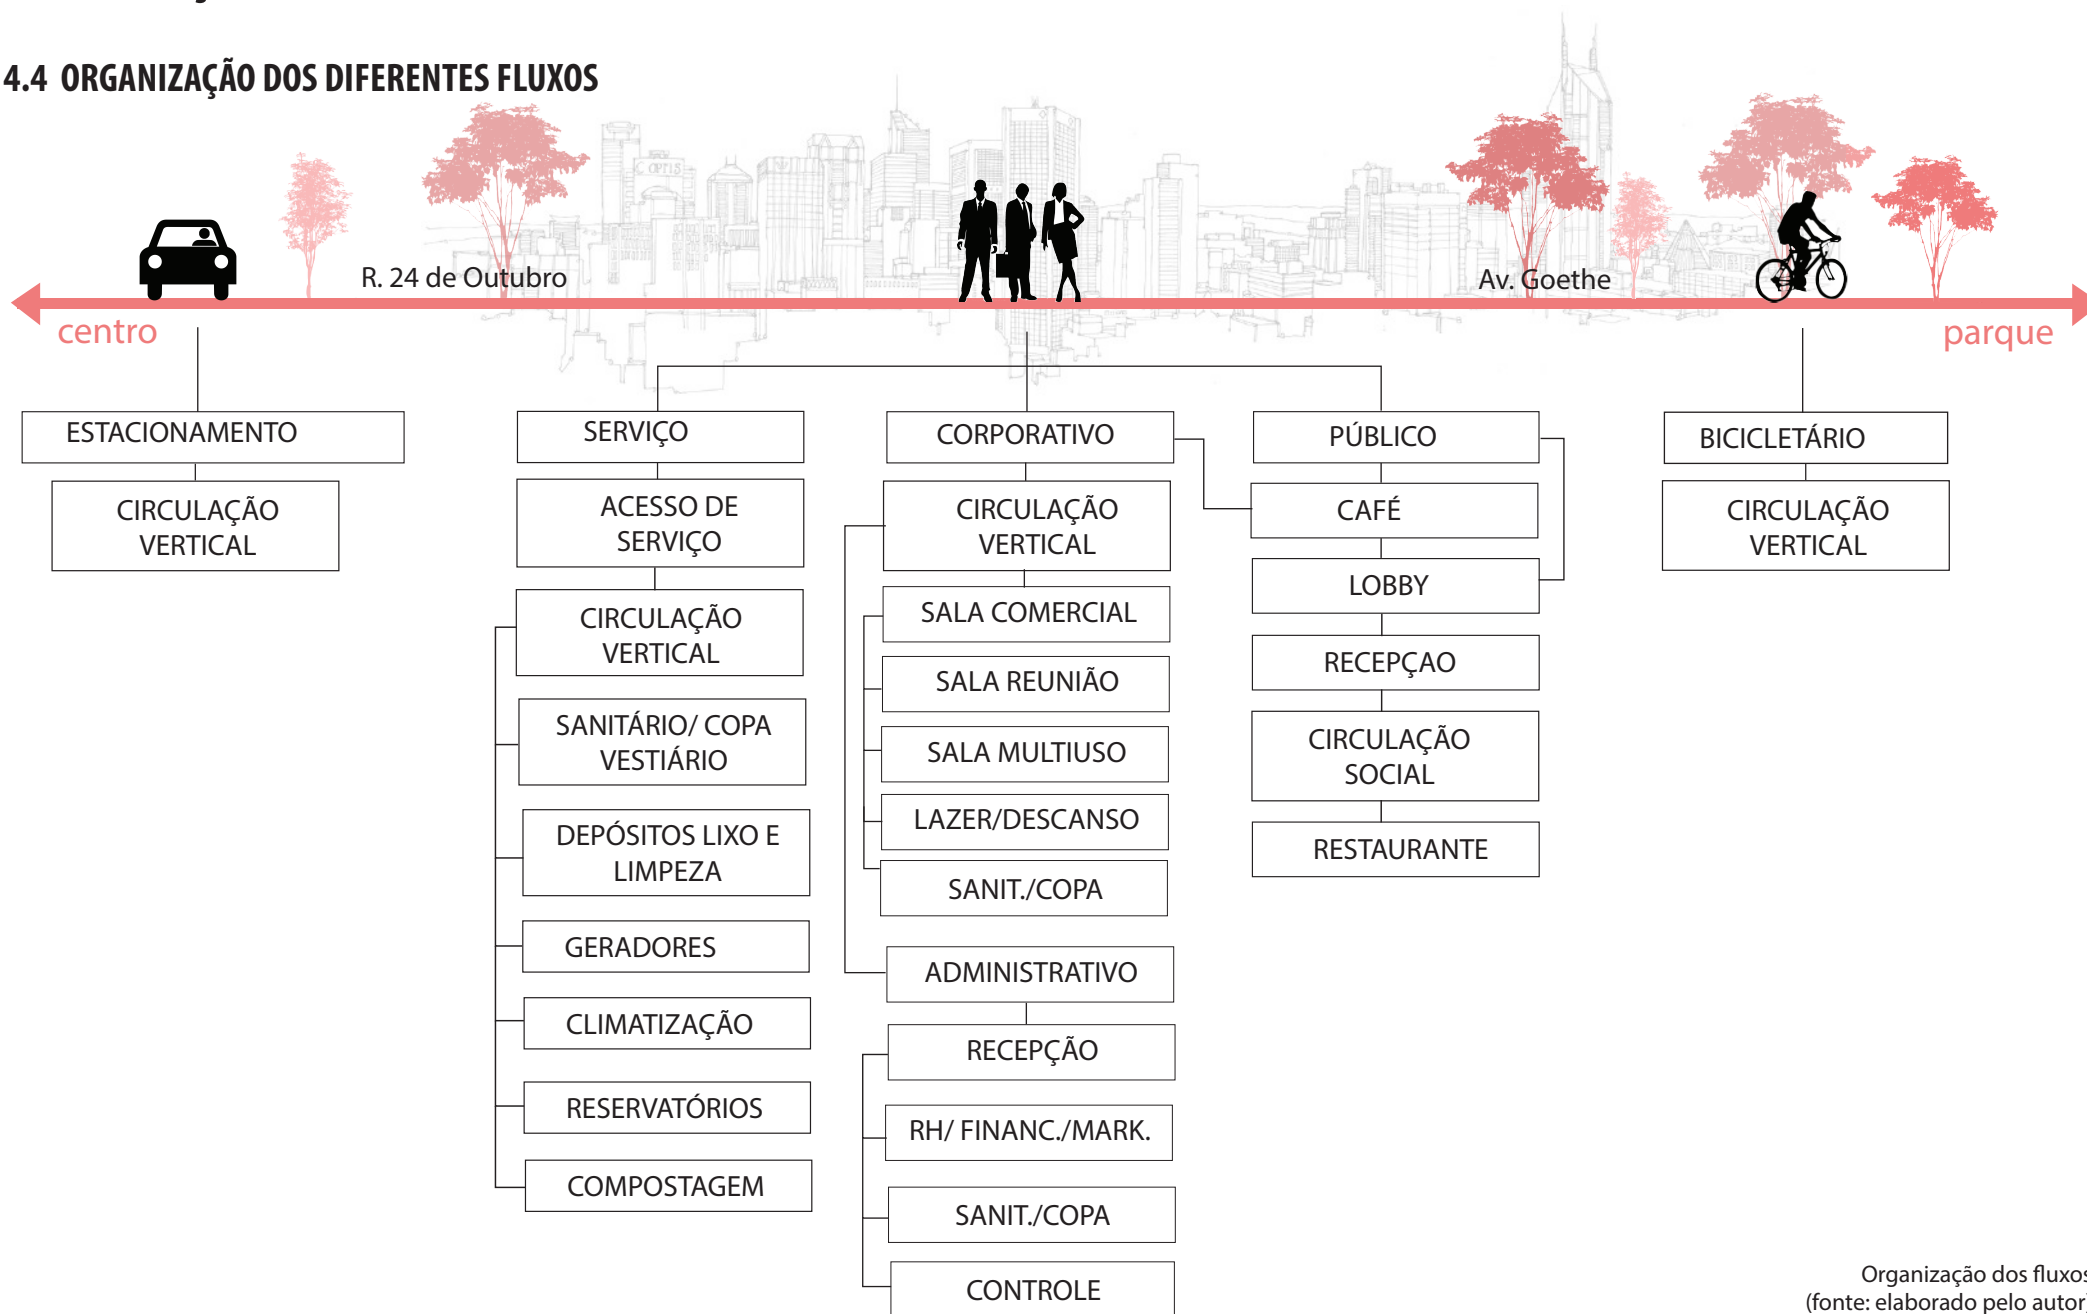 4.4 ORGANIZAÇÃO DOS DIFERENTES FLUXOS
R. 24 de Outubro
Av. Goethe
centro
parque
ESTACIONAMENTO
CIRCULAÇÃO
VERTICAL
SERVIÇO
ACESSO DE
SERVIÇO
CIRCULAÇÃO
VERTICAL
SANITÁRIO/ COPA
VESTIÁRIO
DEPÓSITOS LIXO E
LIMPEZA
GERADORES
CLIMATIZAÇÃO
RESERVATÓRIOS
COMPOSTAGEM
CORPORATIVO
CIRCULAÇÃO
VERTICAL
SALA COMERCIAL
SALA REUNIÃO
SALA MULTIUSO
LAZER/DESCANSO
SANIT./COPA
ADMINISTRATIVO
RECEPÇÃO
RH/ FINANC./MARK.
SANIT./COPA
CONTROLE
PÚBLICO
CAFÉ
LOBBY
RECEPÇAO
CIRCULAÇÃO
SOCIAL
RESTAURANTE
BICICLETÁRIO
CIRCULAÇÃO
VERTICAL
Organização dos fluxos
(fonte: elaborado pelo autor)